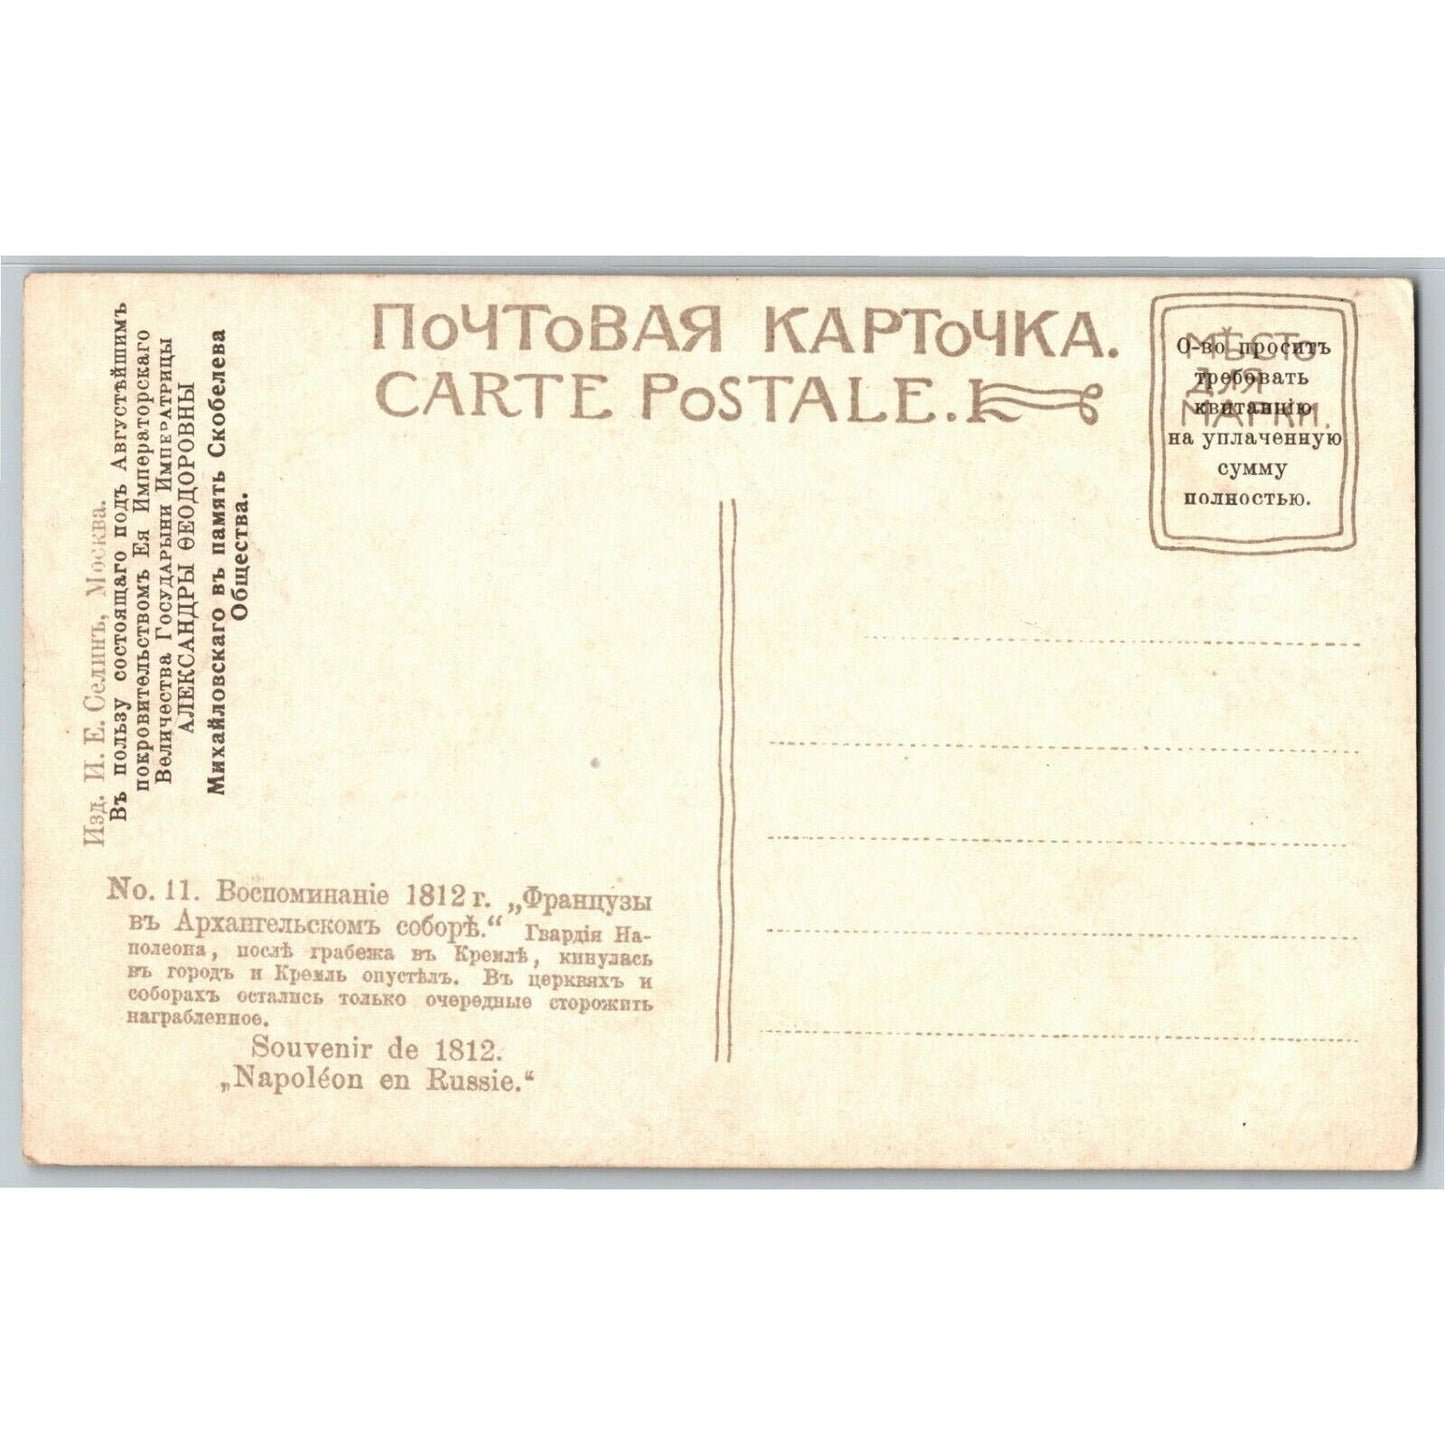 ПОЧТОВАЯ КАРТОЧКА.
CARTE POSTALE.
МѢСТО
ДЛЯ
МАРКИ.
О-во проситъ
требовать
квитанцію
на уплаченную
сумму
полностью.
Изд. И. Е. Селинъ, Москва.
Въ пользу состоящаго подъ Августѣйшимъ
покровительствомъ Ея Императорскаго
Величества Государыни Императрицы
АЛЕКСАНДРЫ ѲЕОДОРОВНЫ
Михайловскаго въ память Скобелева
Общества.
No. 11. Воспоминаніе 1812 г. „Французы
въ Архангельскомъ соборѣ.“ Гвардія На-
полеона, послѣ грабежа въ Кремлѣ, кинулась
въ городъ и Кремль опустѣлъ. Въ церквяхъ и
соборахъ остались только очередные сторожить
награбленное.
Souvenir de 1812.
„Napoléon en Russie.“